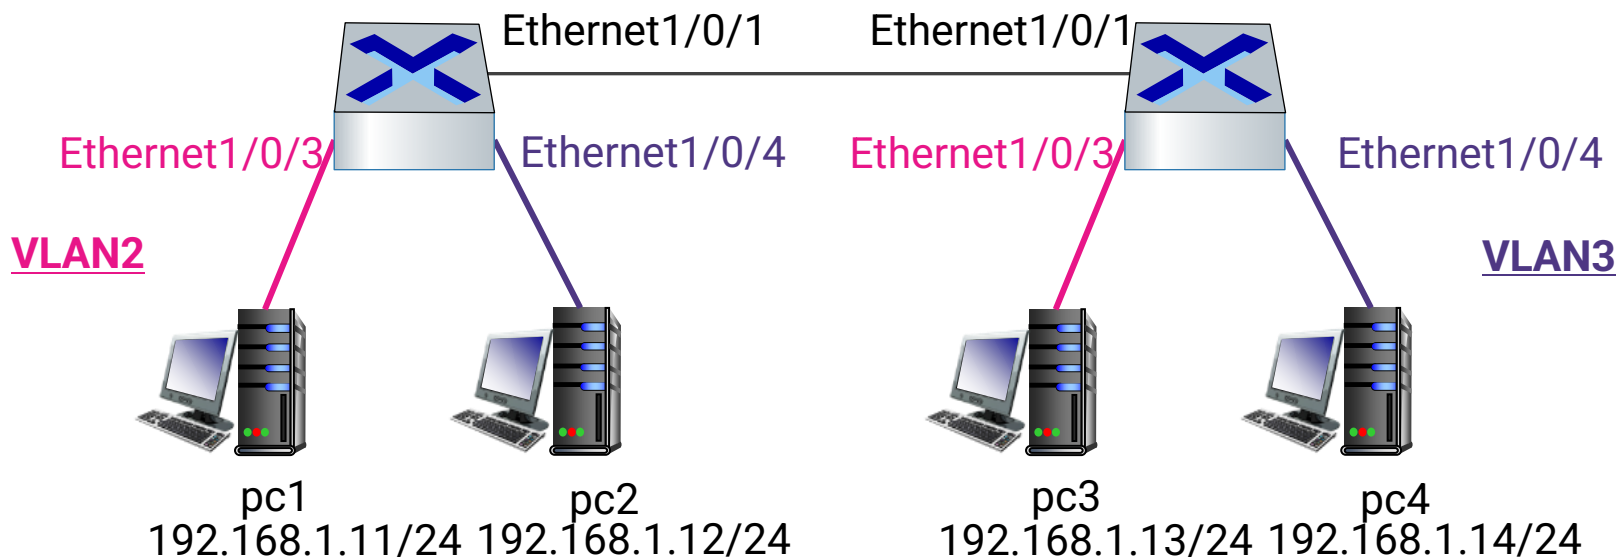 Ethernet1/0/1
Ethernet1/0/1
Ethernet1/0/3
Ethernet1/0/4
Ethernet1/0/3
Ethernet1/0/4
VLAN2
VLAN3
pc1
pc2
pc3
pc4
192.168.1.11/24
192.168.1.12/24
192.168.1.13/24
192.168.1.14/24